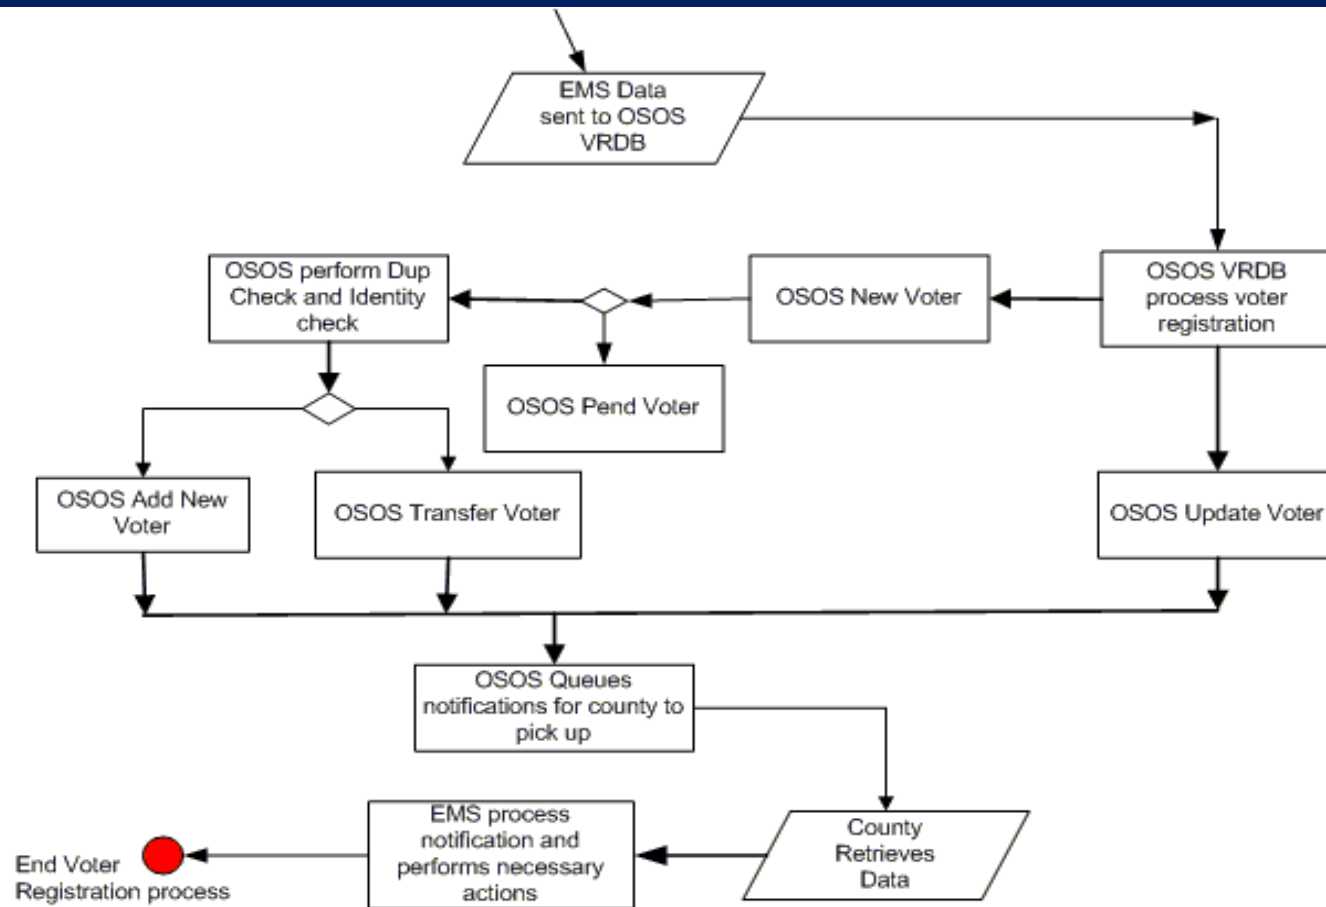 EMS Data
sent to OSOS
VRDB
OSOS perform Dup
Check and Identity
check
OSOS New Voter
OSOS VRDB
process voter
registration
OSOS Pend Voter
OSOS Add New
Voter
OSOS Transfer Voter
OSOS Update Voter
OSOS Queues
notifications for county to
pick up
EMS process
notification and
performs necessary
actions
County
Retrieves
Data
End Voter
Registration process